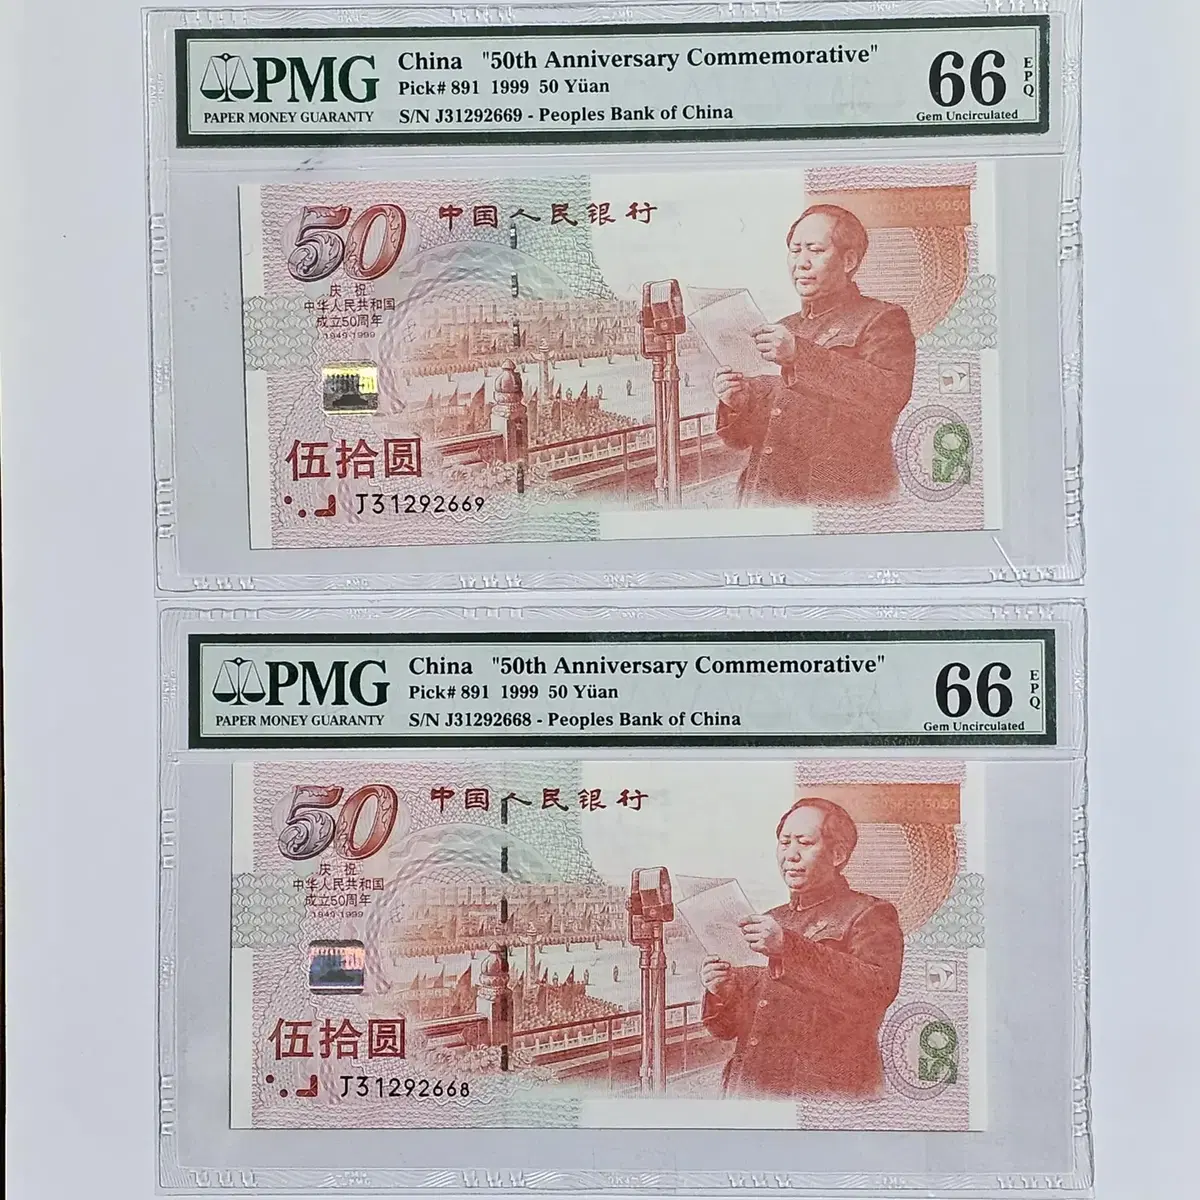 PMG
PAPER MONEY GUARANTY
China "50th Anniversary Commemorative"
Pick# 891 1999 50 Yüan
S/N J31292669 - Peoples Bank of China
66
EPQ
Gem Uncirculated
50
中国人民银行
庆祝
中华人民共和国
成立50周年
1949-1999
伍拾圆
J31292669
50
PMG
PAPER MONEY GUARANTY
China "50th Anniversary Commemorative"
Pick# 891 1999 50 Yüan
S/N J31292668 - Peoples Bank of China
66
EPQ
Gem Uncirculated
50
中国人民银行
庆祝
中华人民共和国
成立50周年
1949-1999
伍拾圆
J31292668
50